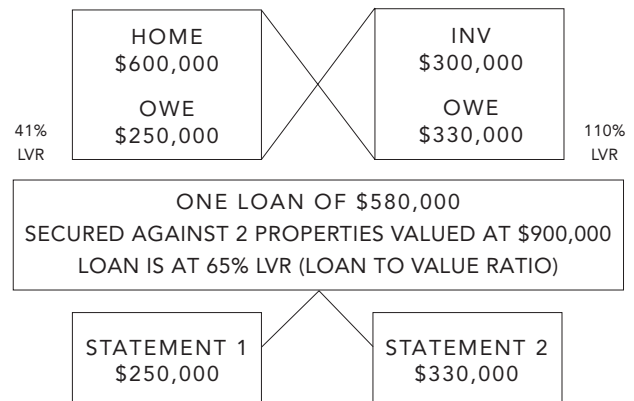 HOME
$600,000
OWE
$250,000
INV
$300,000
OWE
$330,000
41%
LVR
110%
LVR
ONE LOAN OF $580,000
SECURED AGAINST 2 PROPERTIES VALUED AT $900,000
LOAN IS AT 65% LVR (LOAN TO VALUE RATIO)
STATEMENT 1
$250,000
STATEMENT 2
$330,000